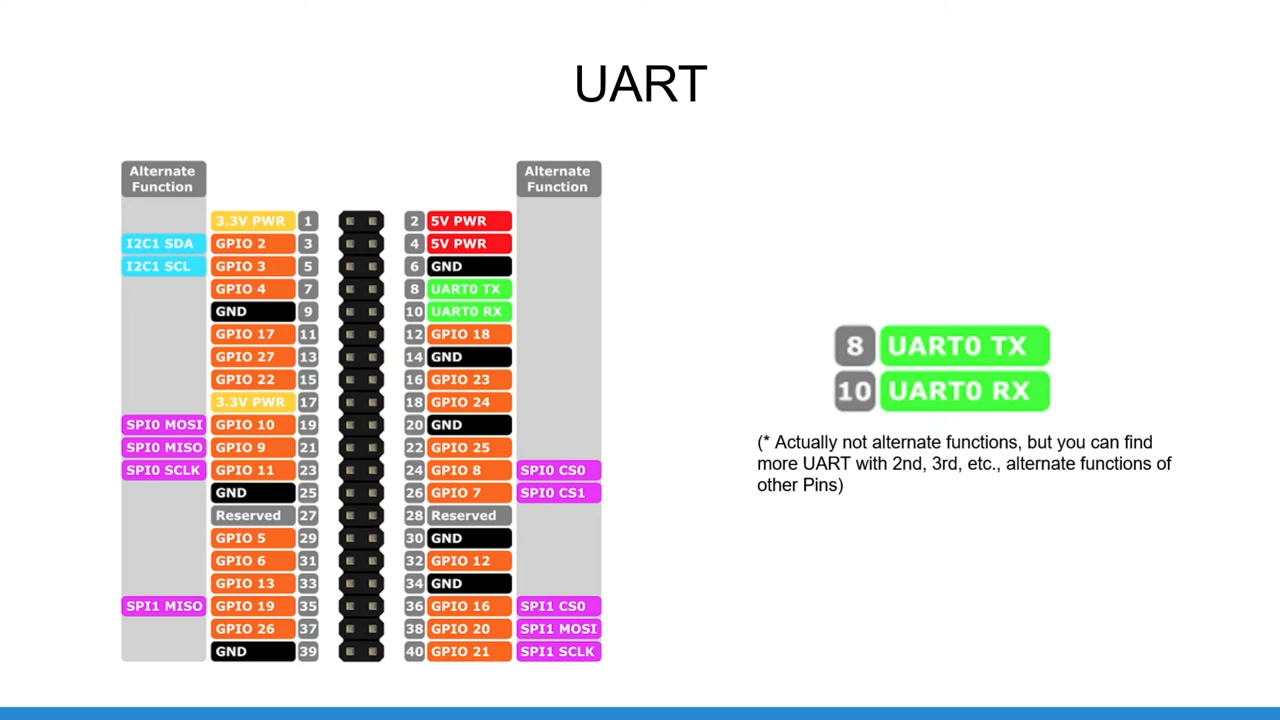 UART
Alternate
Function
Alternate
Function
3.3V PWR 1 2 5V PWR
I2C1 SDA GPIO 2 3 4 5V PWR
I2C1 SCL GPIO 3 5 6 GND
GPIO 4 7 8 UART0 TX
GND 9 10 UART0 RX
GPIO 17 11 12 GPIO 18
GPIO 27 13 14 GND
GPIO 22 15 16 GPIO 23
3.3V PWR 17 18 GPIO 24
SPI0 MOSI GPIO 10 19 20 GND
SPI0 MISO GPIO 9 21 22 GPIO 25
SPI0 SCLK GPIO 11 23 24 GPIO 8 SPI0 CS0
GND 25 26 GPIO 7 SPI0 CS1
Reserved 27 28 Reserved
GPIO 5 29 30 GND
GPIO 6 31 32 GPIO 12
GPIO 13 33 34 GND
SPI1 MISO GPIO 19 35 36 GPIO 16 SPI1 CS0
GPIO 26 37 38 GPIO 20 SPI1 MOSI
GND 39 40 GPIO 21 SPI1 SCLK
8 UART0 TX
10 UART0 RX
(* Actually not alternate functions, but you can find
more UART with 2nd, 3rd, etc., alternate functions of
other Pins)